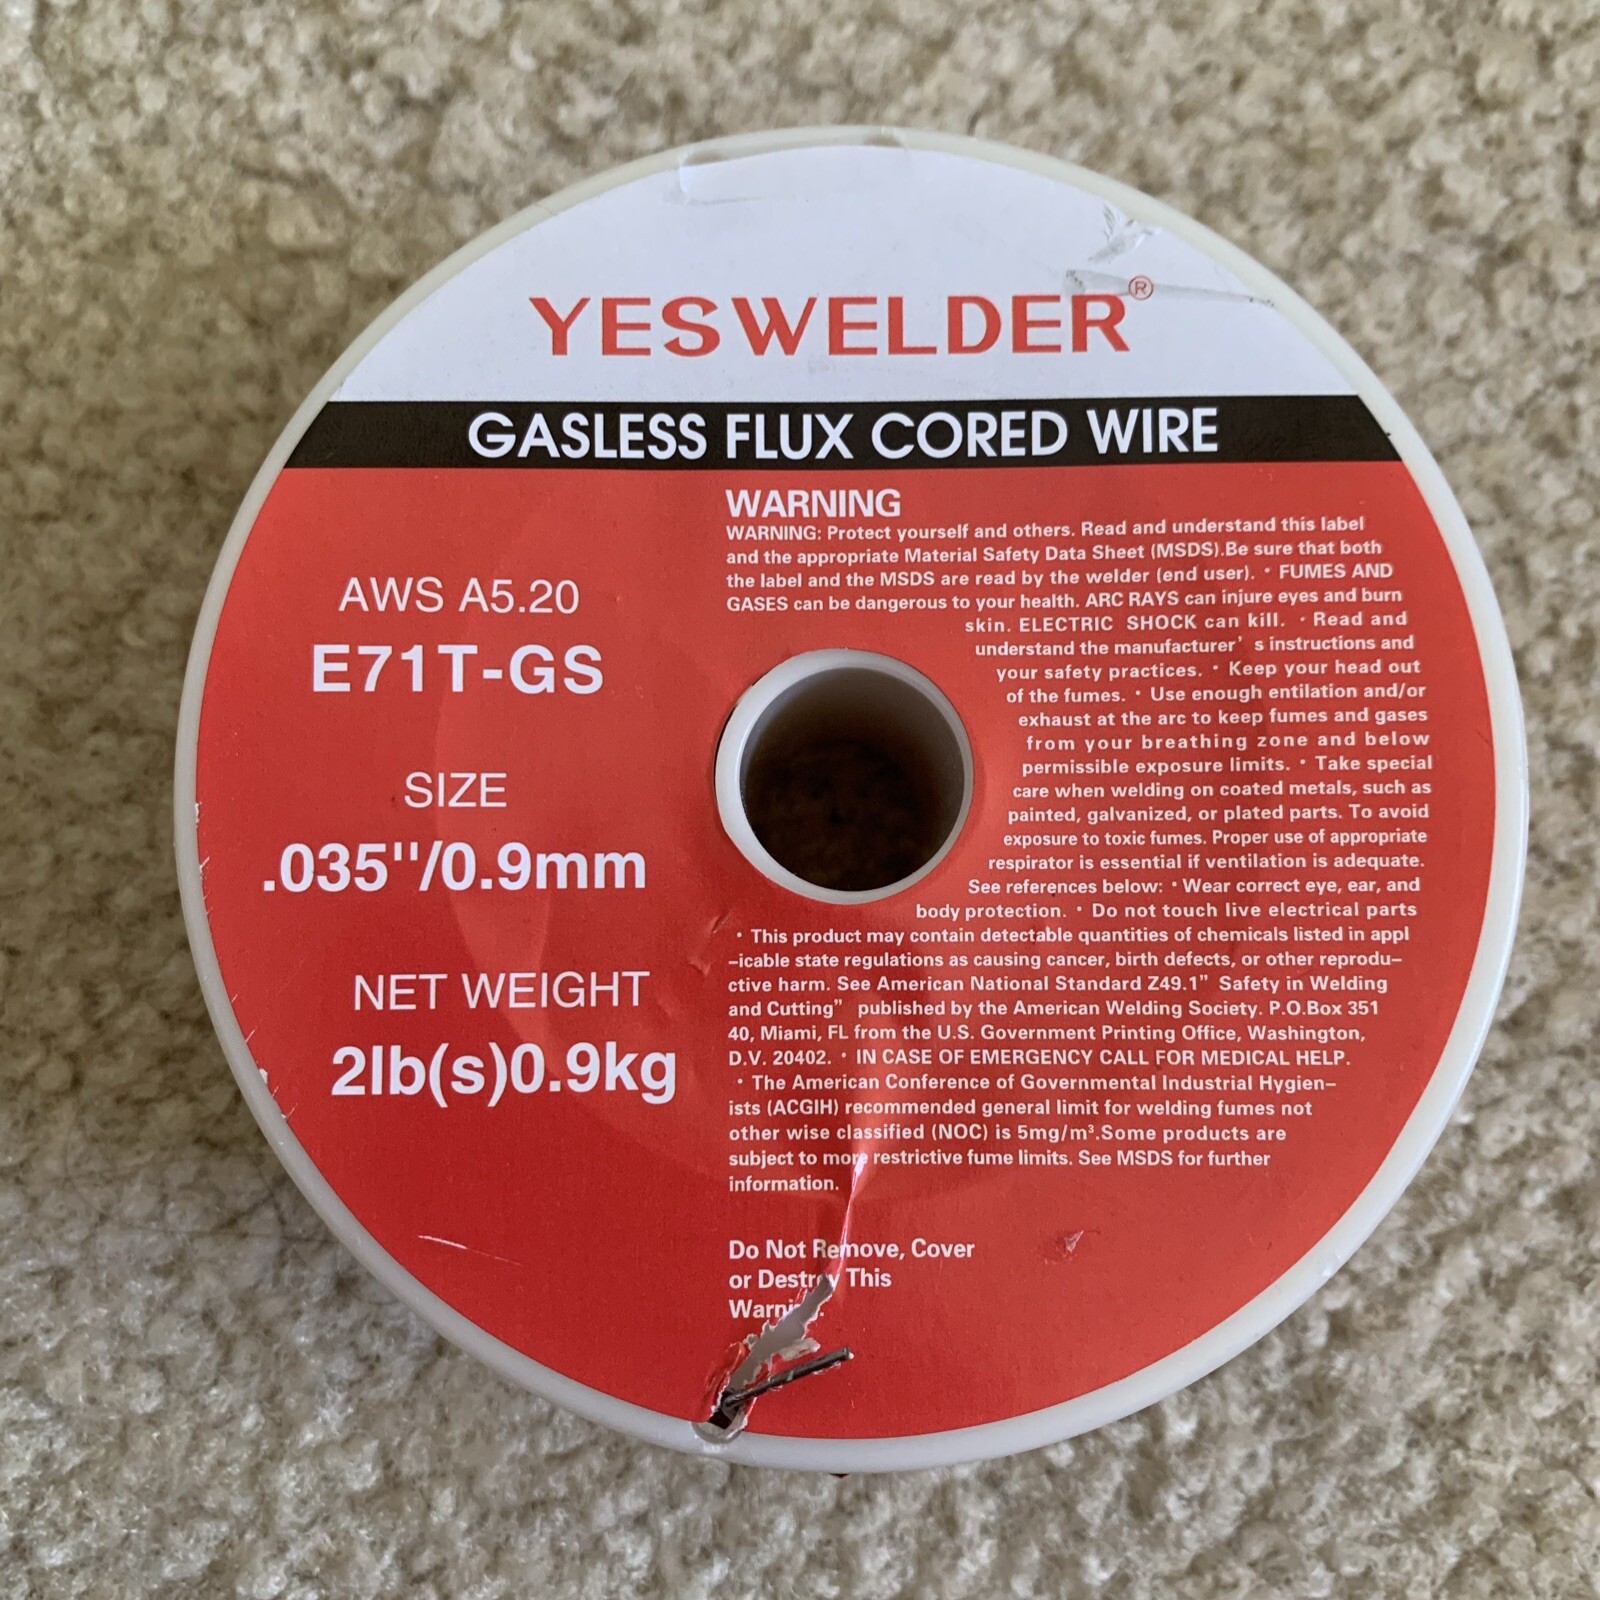 YESWELDER®
GASLESS FLUX CORED WIRE
AWS A5.20
E71T-GS
SIZE
.035''/0.9mm
NET WEIGHT
2lb(s)0.9kg
WARNING
WARNING: Protect yourself and others. Read and understand this label
and the appropriate Material Safety Data Sheet (MSDS).Be sure that both
the label and the MSDS are read by the welder (end user). • FUMES AND
GASES can be dangerous to your health. ARC RAYS can injure eyes and burn
skin. ELECTRIC SHOCK can kill. • Read and
understand the manufacturer' s instructions and
your safety practices. • Keep your head out
of the fumes. • Use enough entilation and/or
exhaust at the arc to keep fumes and gases
from your breathing zone and below
permissible exposure limits. • Take special
care when welding on coated metals, such as
painted, galvanized, or plated parts. To avoid
exposure to toxic fumes. Proper use of appropriate
respirator is essential if ventilation is adequate.
See references below: • Wear correct eye, ear, and
body protection. • Do not touch live electrical parts
• This product may contain detectable quantities of chemicals listed in appl
-icable state regulations as causing cancer, birth defects, or other reprodu-
ctive harm. See American National Standard Z49.1" Safety in Welding
and Cutting" published by the American Welding Society. P.O.Box 351
40, Miami, FL from the U.S. Government Printing Office, Washington,
D.V. 20402. • IN CASE OF EMERGENCY CALL FOR MEDICAL HELP.
• The American Conference of Governmental Industrial Hygien-
ists (ACGIH) recommended general limit for welding fumes not
other wise classified (NOC) is 5mg/m³.Some products are
subject to more restrictive fume limits. See MSDS for further
information.
Do Not Remove, Cover
or Destroy This